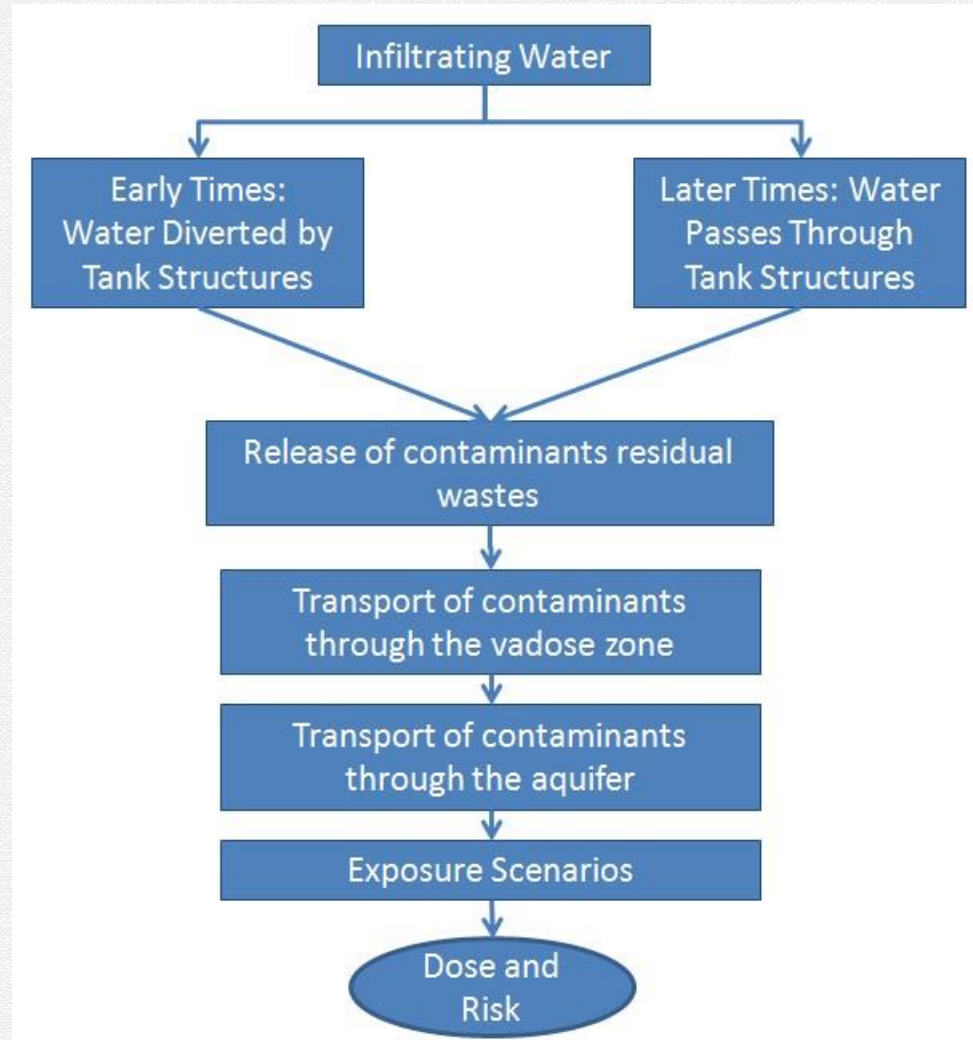 Infiltrating Water
Early Times:
Water Diverted by
Tank Structures
Later Times: Water
Passes Through
Tank Structures
Release of contaminants residual
wastes
Transport of contaminants
through the vadose zone
Transport of contaminants
through the aquifer
Exposure Scenarios
Dose and
Risk